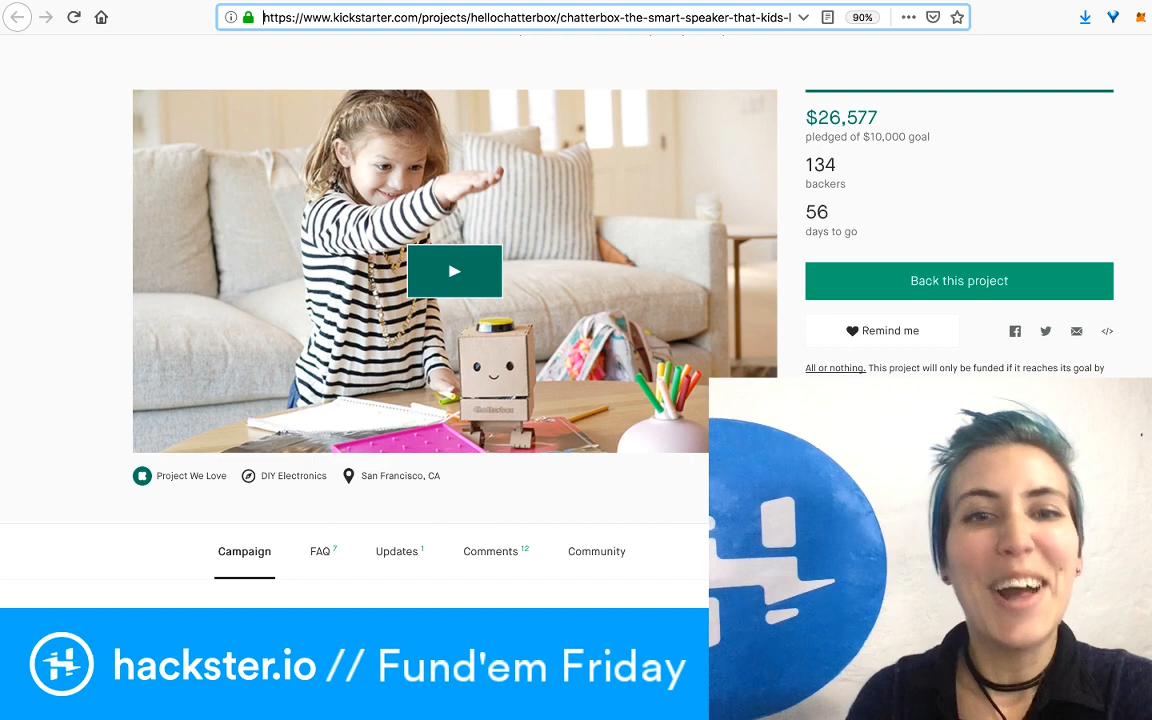 https://www.kickstarter.com/projects/hellochatterbox/chatterbox-the-smart-speaker-that-kids-l
90%
$26,577
pledged of $10,000 goal
134
backers
56
days to go
Back this project
Remind me
All or nothing. This project will only be funded if it reaches its goal by
Chatterbox
Project We Love
DIY Electronics
San Francisco, CA
Campaign
FAQ 7
Updates 1
Comments 12
Community
hackster.io // Fund'em Friday